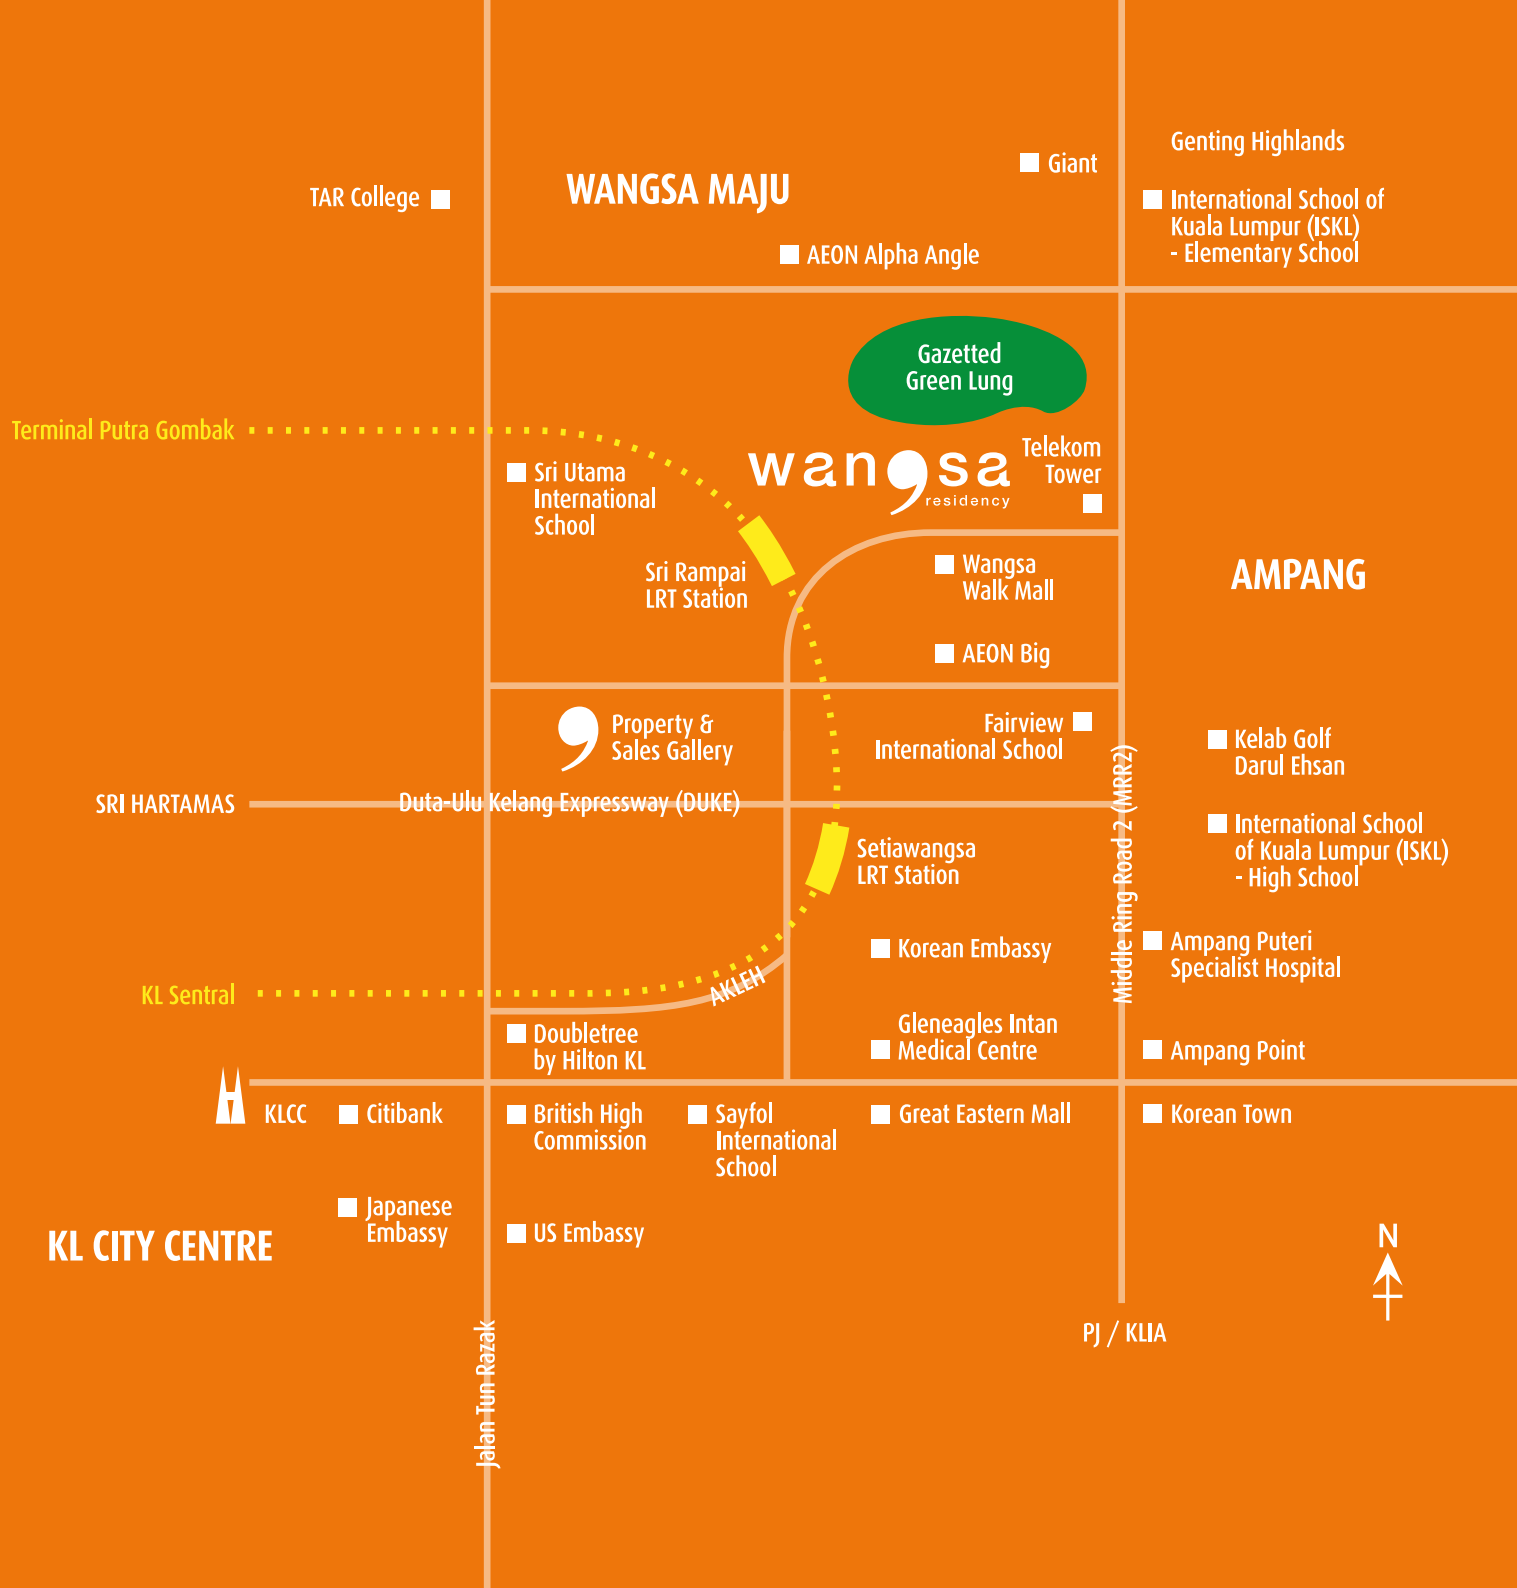 Genting Highlands
Giant
WANGSA MAJU
TAR College
International School of
Kuala Lumpur (ISKL)
- Elementary School
AEON Alpha Angle
Gazetted
Green Lung
Terminal Putra Gombak
Telekom
Tower
wangsa
residency
Sri Utama
International
School
Sri Rampai
LRT Station
Wangsa
Walk Mall
AMPANG
AEON Big
Property &
Sales Gallery
Fairview
International School
Kelab Golf
Darul Ehsan
SRI HARTAMAS
Duta-Ulu Kelang Expressway (DUKE)
Middle Ring Road 2 (MRR2)
International School
of Kuala Lumpur (ISKL)
- High School
Setiawangsa
LRT Station
Korean Embassy
Ampang Puteri
Specialist Hospital
KL Sentral
AKLEH
Doubletree
by Hilton KL
Gleneagles Intan
Medical Centre
Ampang Point
KLCC
Citibank
British High
Commission
Sayfol
International
School
Great Eastern Mall
Korean Town
Japanese
Embassy
US Embassy
KL CITY CENTRE
N
PJ / KLIA
Jalan Tun Razak